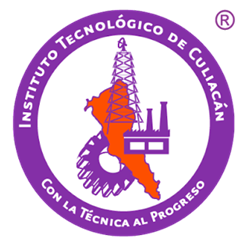 ®
INSTITUTO TECNOLÓGICO DE CULIACÁN
CON LA TÉCNICA AL PROGRESO